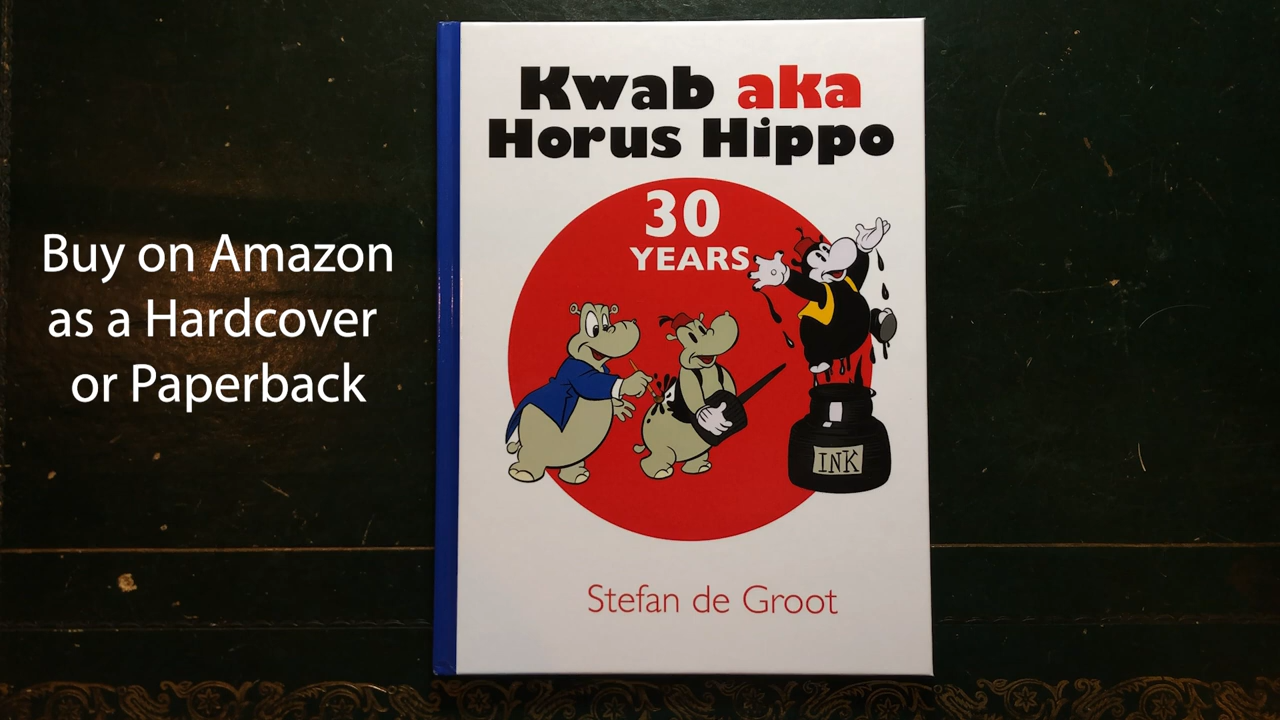 Buy on Amazon
as a Hardcover
or Paperback
Kwab aka
Horus Hippo
30
YEARS
INK
Stefan de Groot